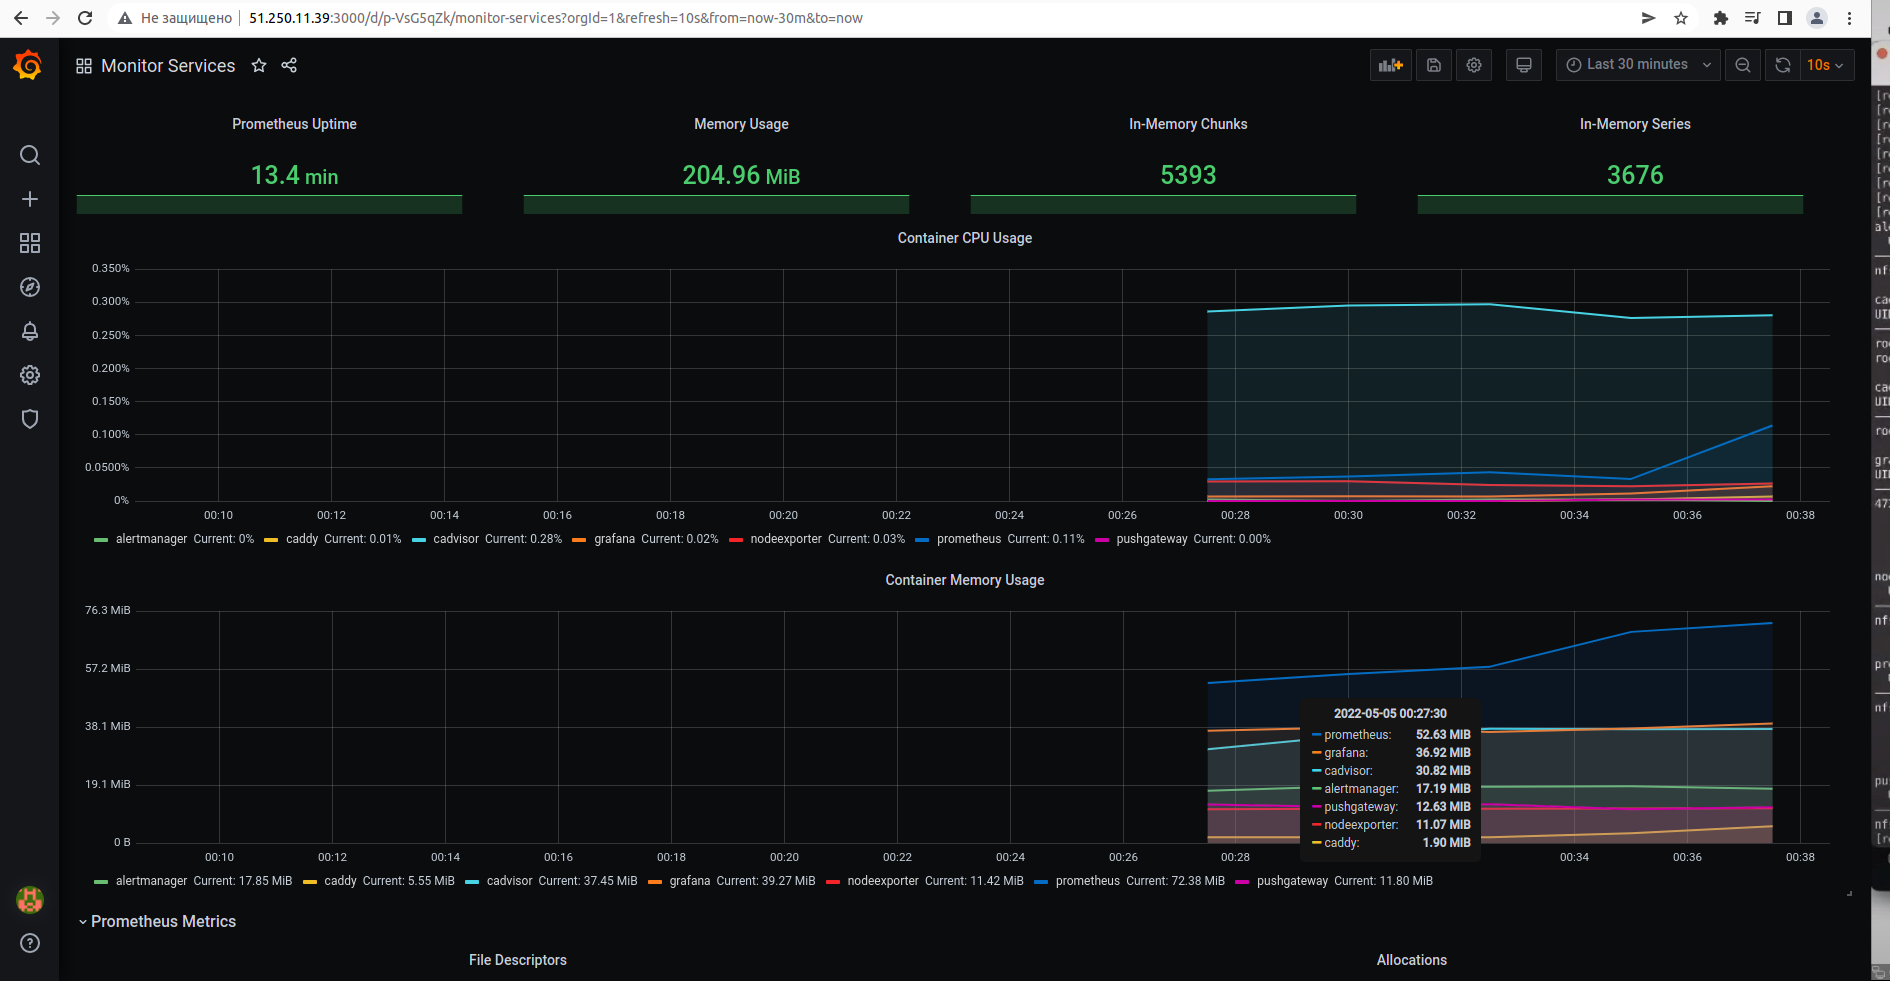 Не защищено 51.250.11.39:3000/d/p-VsG5qZk/monitor-services?orgId=1&refresh=10s&from=now-30m&to=now
Monitor Services
Last 30 minutes
10s
Prometheus Uptime Memory Usage In-Memory Chunks In-Memory Series
13.4 min 204.96 MiB 5393 3676
Container CPU Usage
0.350%
0.300%
0.250%
0.200%
0.150%
0.100%
0.0500%
0%
00:10 00:12 00:14 00:16 00:18 00:20 00:22 00:24 00:26 00:28 00:30 00:32 00:34 00:36 00:38
alertmanager Current: 0% caddy Current: 0.01% cadvisor Current: 0.28% grafana Current: 0.02% nodeexporter Current: 0.03% prometheus Current: 0.11% pushgateway Current: 0.00%
Container Memory Usage
76.3 MiB
57.2 MiB
38.1 MiB
19.1 MiB
0 B
2022-05-05 00:27:30
prometheus: 52.63 MiB
grafana: 36.92 MiB
cadvisor: 30.82 MiB
alertmanager: 17.19 MiB
pushgateway: 12.63 MiB
nodeexporter: 11.07 MiB
caddy: 1.90 MiB
00:10 00:12 00:14 00:16 00:18 00:20 00:22 00:24 00:26 00:28 00:34 00:36 00:38
alertmanager Current: 17.85 MiB caddy Current: 5.55 MiB cadvisor Current: 37.45 MiB grafana Current: 39.27 MiB nodeexporter Current: 11.42 MiB prometheus Current: 72.38 MiB pushgateway Current: 11.80 MiB
Prometheus Metrics
File Descriptors Allocations